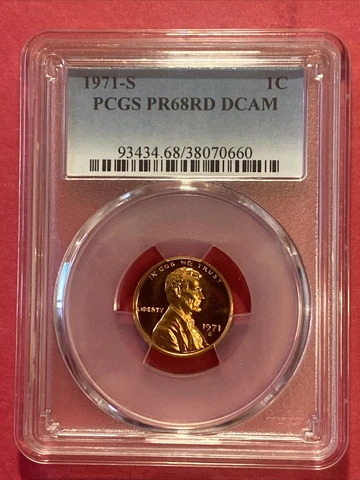 1971-S 1C
PCGS PR68RD DCAM
93434.68/38070660
IN GOD WE TRUST
LIBERTY
1971
S